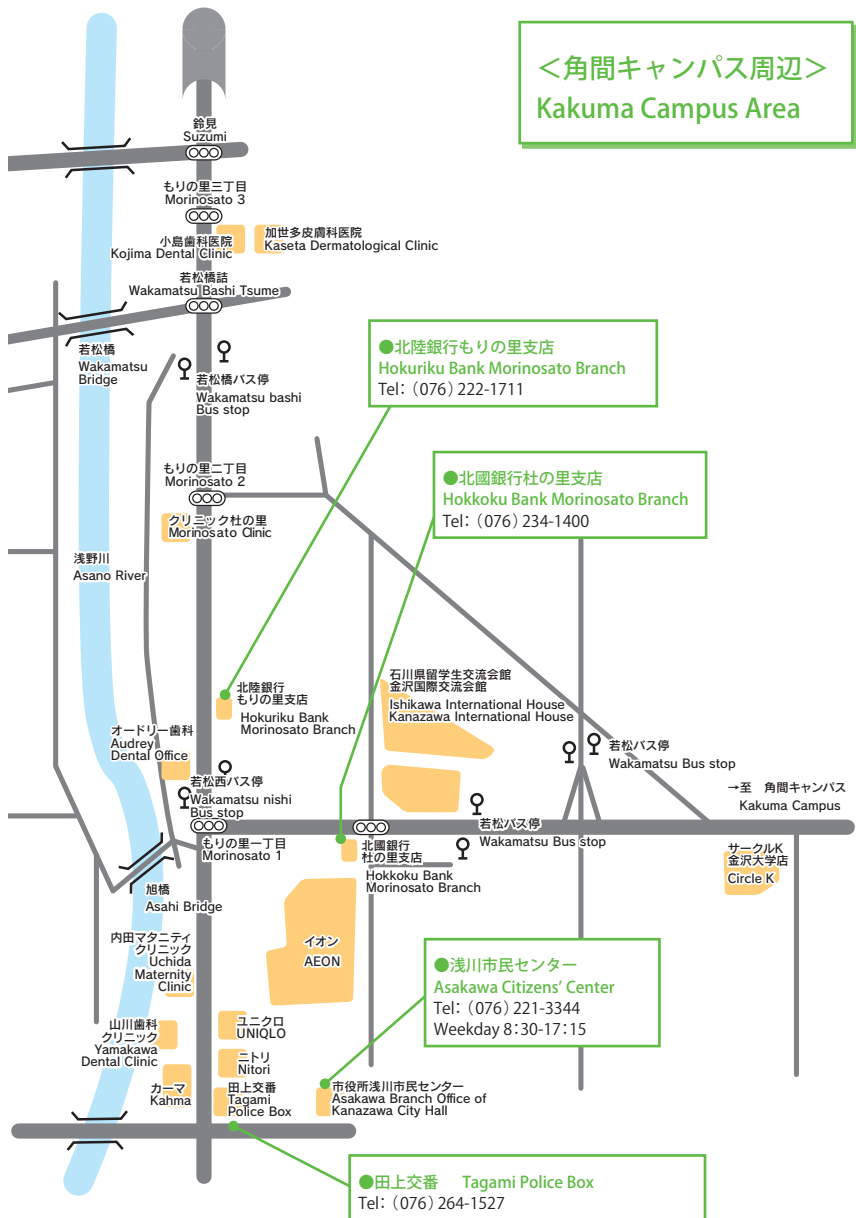 ＜角間キャンパス周辺＞
Kakuma Campus Area
鈴見
Suzumi
もりの里三丁目
Morinosato 3
小島歯科医院
Kojima Dental Clinic
加世多皮膚科医院
Kaseta Dermatological Clinic
若松橋詰
Wakamatsu Bashi Tsume
若松橋
Wakamatsu
Bridge
若松橋バス停
Wakamatsu bashi
Bus stop
●北陸銀行もりの里支店
Hokuriku Bank Morinosato Branch
Tel:（076）222-1711
もりの里二丁目
Morinosato 2
●北國銀行杜の里支店
Hokkoku Bank Morinosato Branch
Tel:（076）234-1400
クリニック杜の里
Morinosato Clinic
浅野川
Asano River
北陸銀行
もりの里支店
Hokuriku Bank
Morinosato Branch
石川県留学生交流会館
金沢国際交流会館
Ishikawa International House
Kanazawa International House
オードリー歯科
Audrey
Dental Office
若松バス停
Wakamatsu Bus stop
若松西バス停
Wakamatsu nishi
Bus stop
→至　角間キャンパス
Kakuma Campus
若松バス停
Wakamatsu Bus stop
もりの里一丁目
Morinosato 1
北國銀行
杜の里支店
Hokkoku Bank
Morinosato Branch
サークルK
金沢大学店
Circle K
旭橋
Asahi Bridge
内田マタニティ
クリニック
Uchida
Maternity
Clinic
イオン
AEON
●浅川市民センター
Asakawa Citizens’ Center
Tel:（076）221-3344
Weekday 8：30-17：15
山川歯科
クリニック
Yamakawa
Dental Clinic
ユニクロ
UNIQLO
ニトリ
Nitori
カーマ
Kahma
田上交番
Tagami
Police Box
市役所浅川市民センター
Asakawa Branch Office of
Kanazawa City Hall
●田上交番　Tagami Police Box
Tel:（076）264-1527